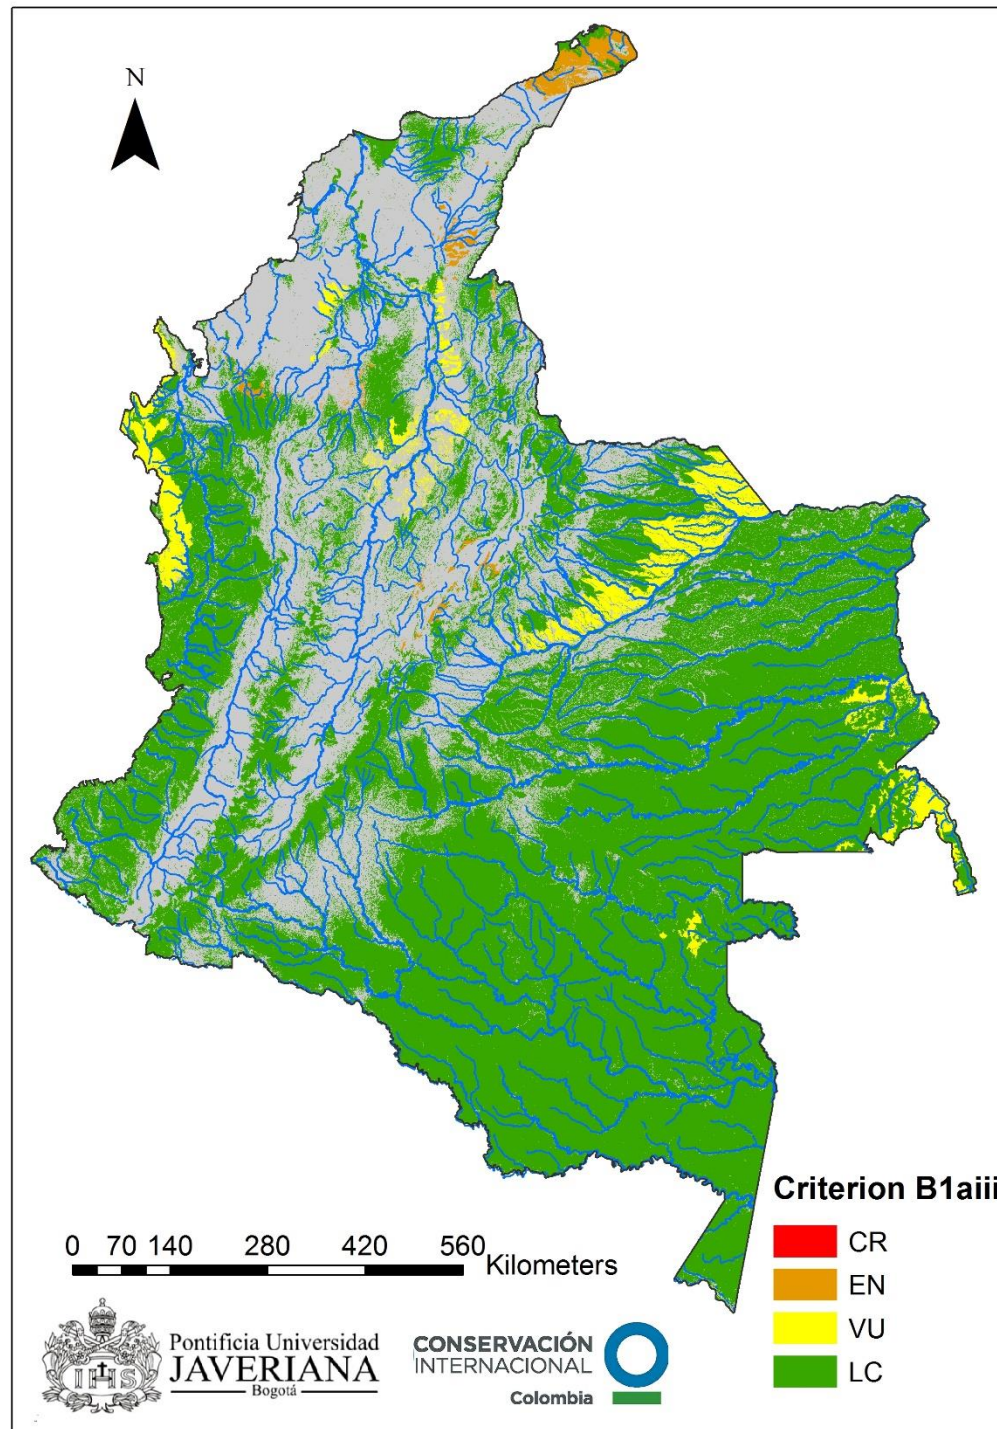 N
Criterion B1aiii
CR
EN
VU
LC
0 70 140 280 420 560
Kilometers
IHS
Pontificia Universidad
JAVERIANA
Bogotá
CONSERVACIÓN
INTERNACIONAL
Colombia